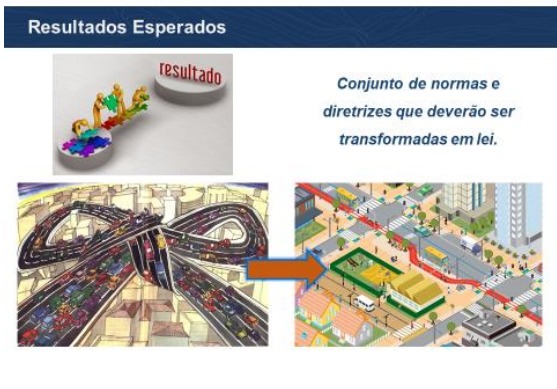 Resultados Esperados
resultado
Conjunto de normas e
diretrizes que deverão ser
transformadas em lei.